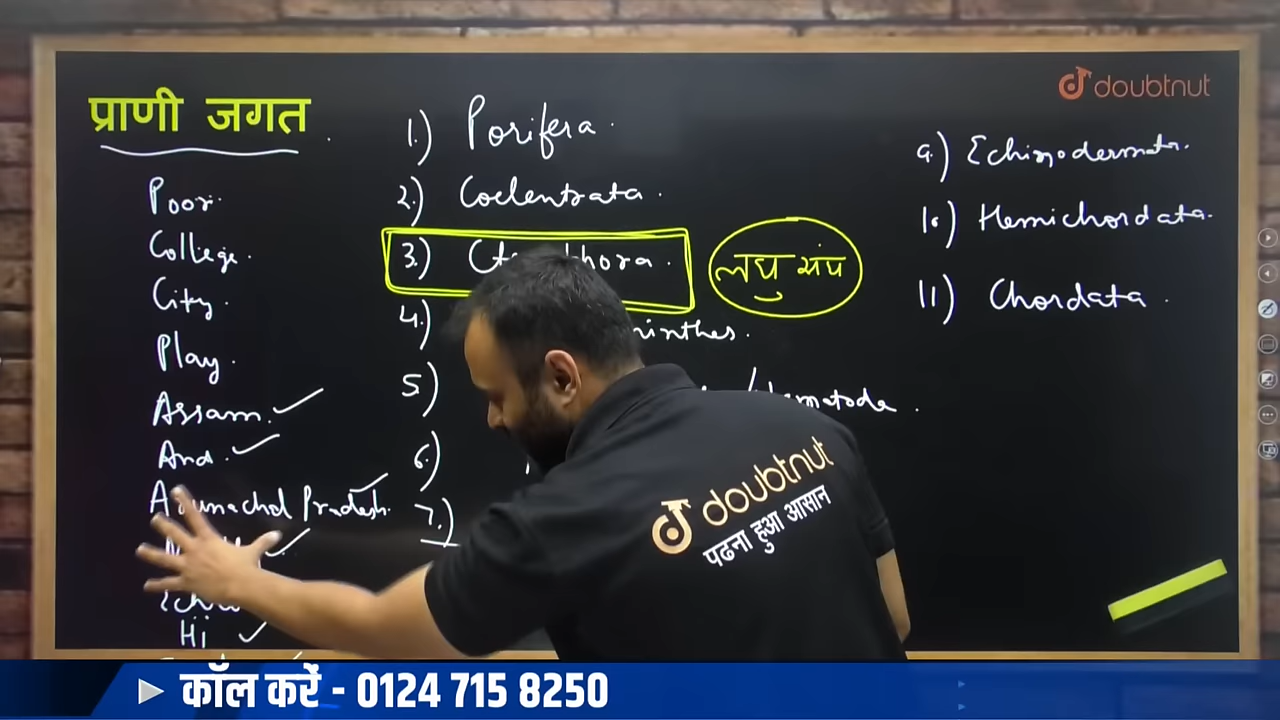 doubtnut
प्राणी जगत
Poor.
College.
City.
Play.
Assam.
And.
Arunachal Pradesh.
Hi
1.) Porifera.
2.) Coelentrata.
3.)
लघु संघ
4.)
5.)
6.)
7.)
9.) Echinodermata.
10.) Hemichordata.
11) Chordata.
doubtnut
पढना हुआ आसान
कॉल करें - 0124 715 8250